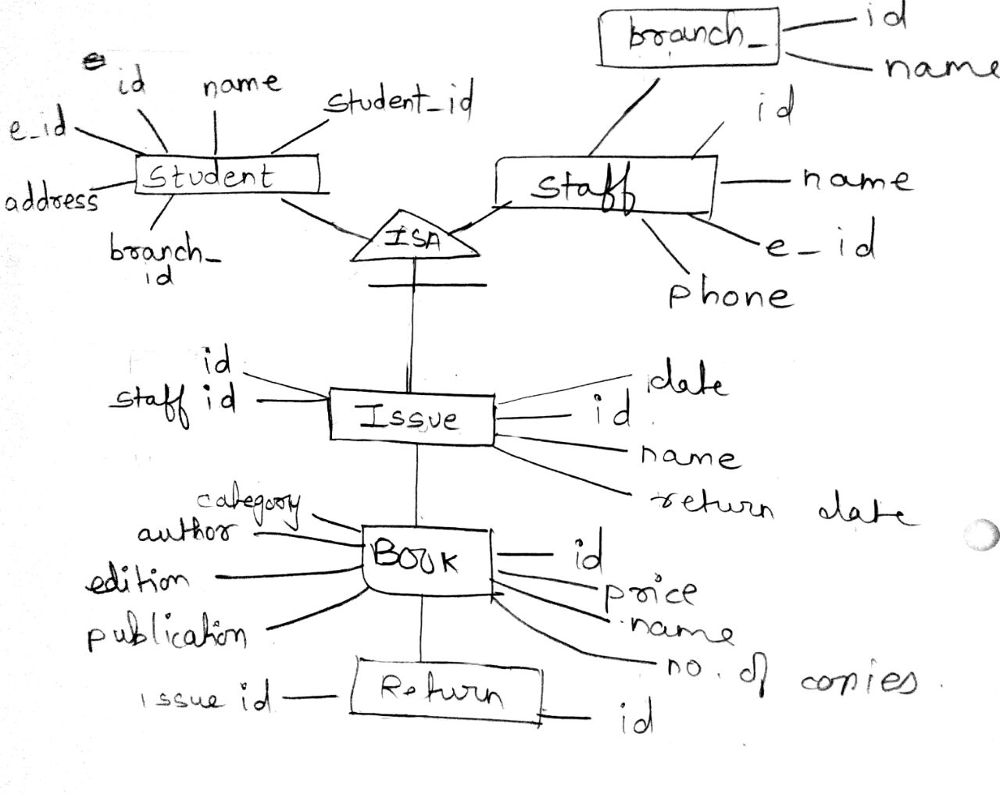 branch_
id
name
id
name
student_id
e_id
Student
address
branch_
id
id
Staff
name
e_id
phone
ISA
id
staff id
Issue
date
id
name
return date
category
author
edition
publication
Book
id
price
name
no. of copies
Issue id
Return
id